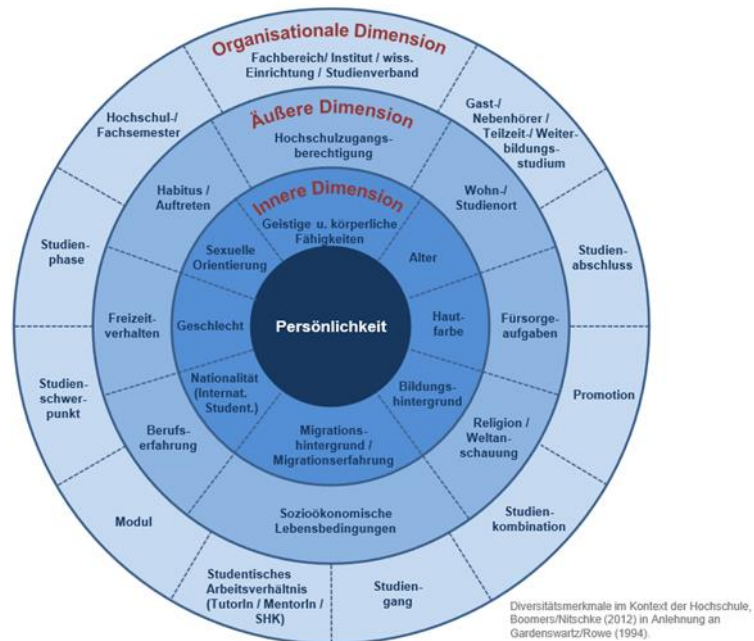 Organisationale Dimension
Fachbereich/ Institut / wiss.
Einrichtung / Studienverband
Gast-/
Nebenhörer /
Teilzeit-/ Weiter-
bildungs-
studium
Studien-
abschluss
Promotion
Studien-
kombination
Studien-
gang
Studentisches
Arbeitsverhältnis
(TutorIn / MentorIn /
SHK)
Modul
Studien-
schwer-
punkt
Studien-
phase
Hochschul-/
Fachsemester
Äußere Dimension
Hochschulzugangs-
berechtigung
Wohn-/
Studienort
Fürsorge-
aufgaben
Religion /
Weltan-
schauung
Sozioökonomische
Lebensbedingungen
Berufs-
erfahrung
Freizeit-
verhalten
Habitus /
Auftreten
Innere Dimension
Geistige u. körperliche
Fähigkeiten
Alter
Haut-
farbe
Bildungs-
hintergrund
Migrations-
hintergrund /
Migrationserfahrung
Nationalität
(Internat.
Student.)
Geschlecht
Sexuelle
Orientierung
Persönlichkeit
Diversitätsmerkmale im Kontext der Hochschule,
Boomers/Nitschke (2012) in Anlehnung an
Gardenswartz/Rowe (1994).